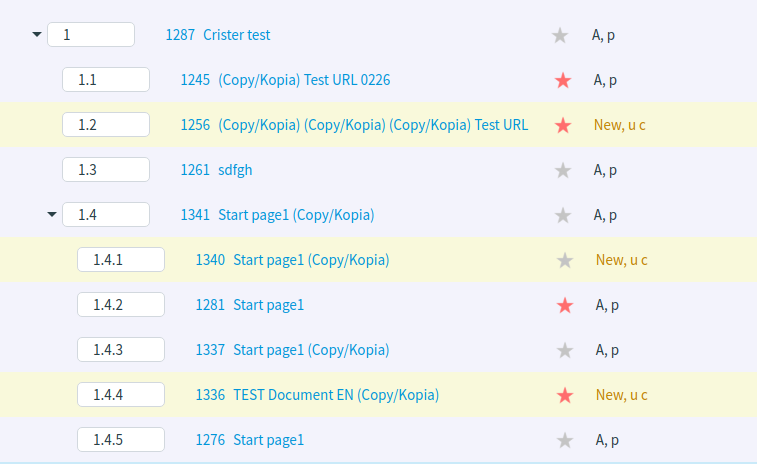 1 1287 Crister test A, p
1.1 1245 (Copy/Kopia) Test URL 0226 A, p
1.2 1256 (Copy/Kopia) (Copy/Kopia) (Copy/Kopia) Test URL New, u c
1.3 1261 sdfgh A, p
1.4 1341 Start page1 (Copy/Kopia) A, p
1.4.1 1340 Start page1 (Copy/Kopia) New, u c
1.4.2 1281 Start page1 A, p
1.4.3 1337 Start page1 (Copy/Kopia) A, p
1.4.4 1336 TEST Document EN (Copy/Kopia) New, u c
1.4.5 1276 Start page1 A, p